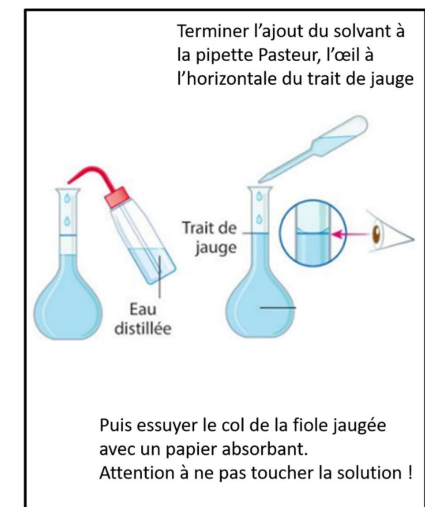 Terminer l’ajout du solvant à
la pipette Pasteur, l’œil à
l’horizontale du trait de jauge
Trait de
jauge
Eau
distillée
Puis essuyer le col de la fiole jaugée
avec un papier absorbant.
Attention à ne pas toucher la solution !